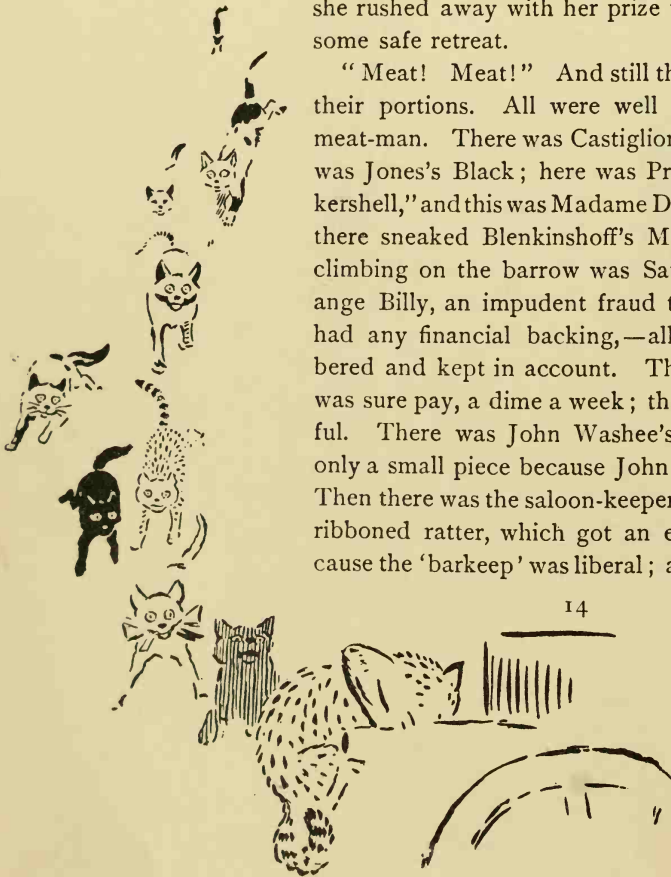 she rushed away with her prize
some safe retreat.
“Meat! Meat!” And still th
their portions. All were well
meat-man. There was Castiglion
was Jones's Black; here was Pr
kershell,” and this was Madame D
there sneaked Blenkinshoff's M
climbing on the barrow was Sa
ange Billy, an impudent fraud t
had any financial backing,—all
bered and kept in account. Th
was sure pay, a dime a week; th
ful. There was John Washee's
only a small piece because John
Then there was the saloon-keeper
ribboned ratter, which got an e
cause the ‘barkeep’ was liberal; a
14